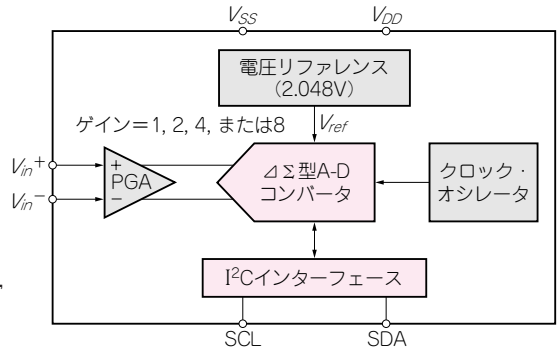 VSS
VDD
電圧リファレンス
（2.048V）
ゲイン＝1, 2, 4, または8
Vref
Vin+
Vin−
+
PGA
−
ΔΣ型A-D
コンバータ
クロック・
オシレータ
I²Cインターフェース
,
SCL
SDA